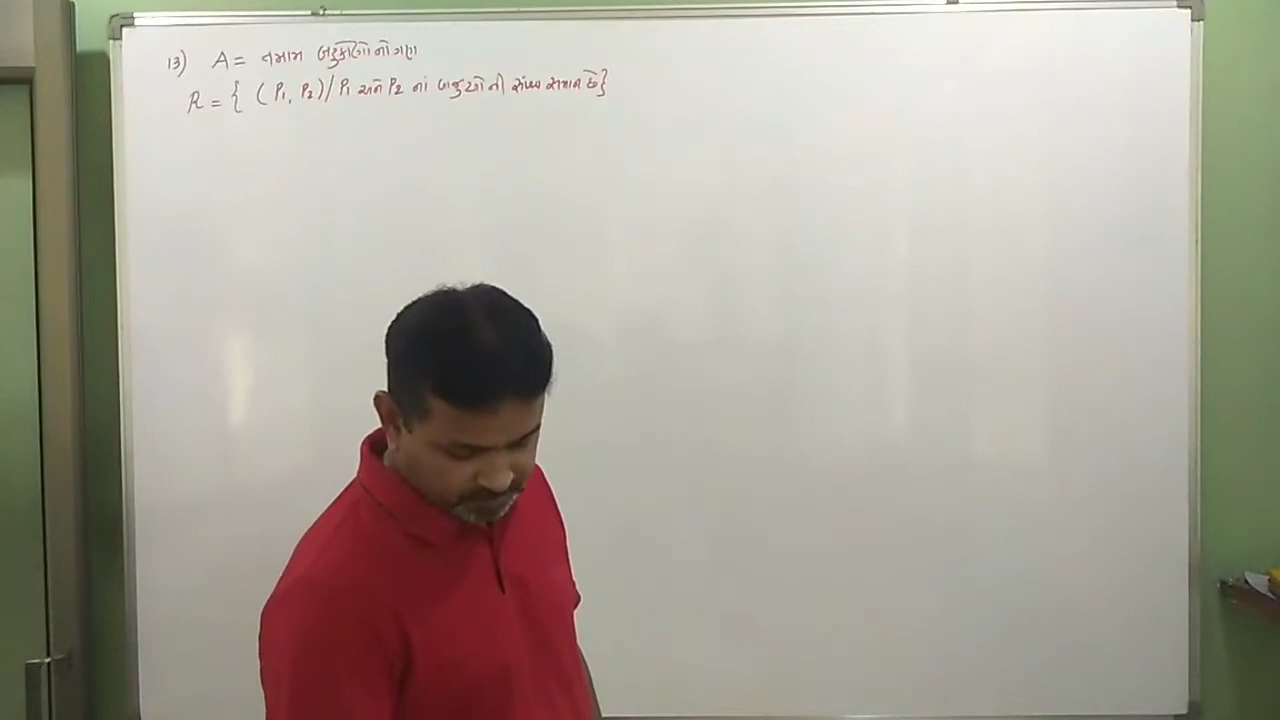 13) A = તમામ બહુકોણોનો ગણ
R = { (P1, P2) / P1 અને P2 નાં બાજુઓની સંખ્યા સમાન છે }